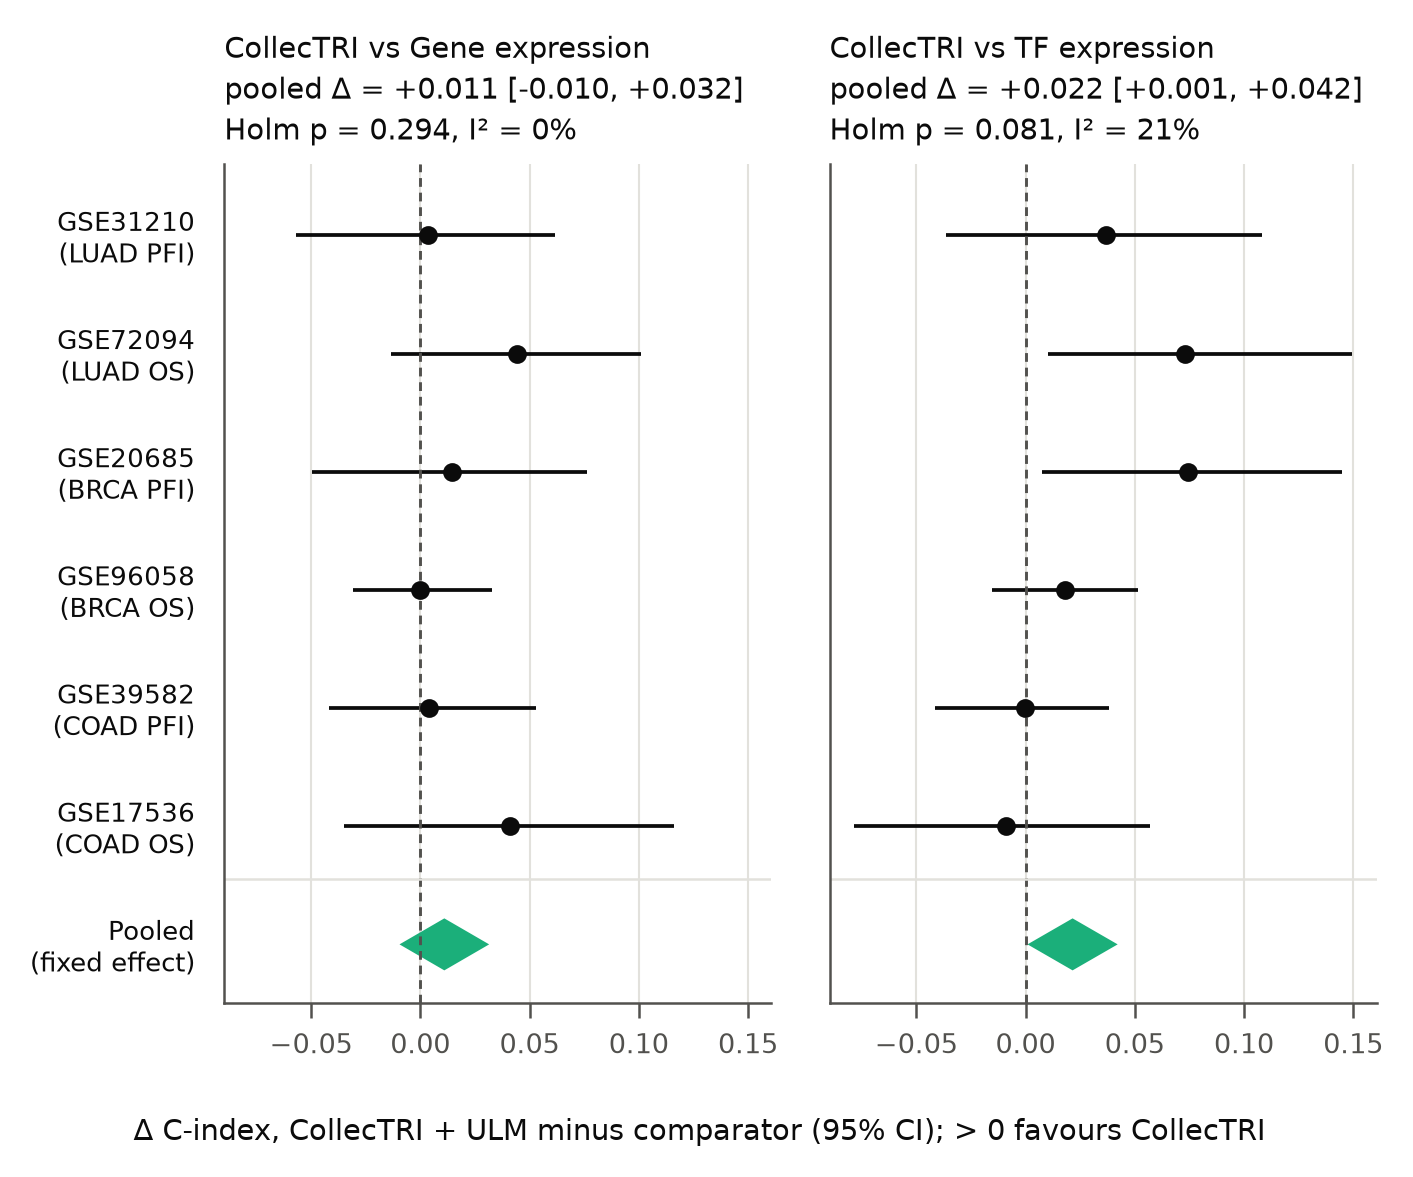 CollecTRI vs Gene expression
pooled Δ = +0.011 [-0.010, +0.032]
Holm p = 0.294, I² = 0%
CollecTRI vs TF expression
pooled Δ = +0.022 [+0.001, +0.042]
Holm p = 0.081, I² = 21%
GSE31210
(LUAD PFI)
GSE72094
(LUAD OS)
GSE20685
(BRCA PFI)
GSE96058
(BRCA OS)
GSE39582
(COAD PFI)
GSE17536
(COAD OS)
Pooled
(fixed effect)
−0.05 0.00 0.05 0.10 0.15
−0.05 0.00 0.05 0.10 0.15
Δ C-index, CollecTRI + ULM minus comparator (95% CI); > 0 favours CollecTRI